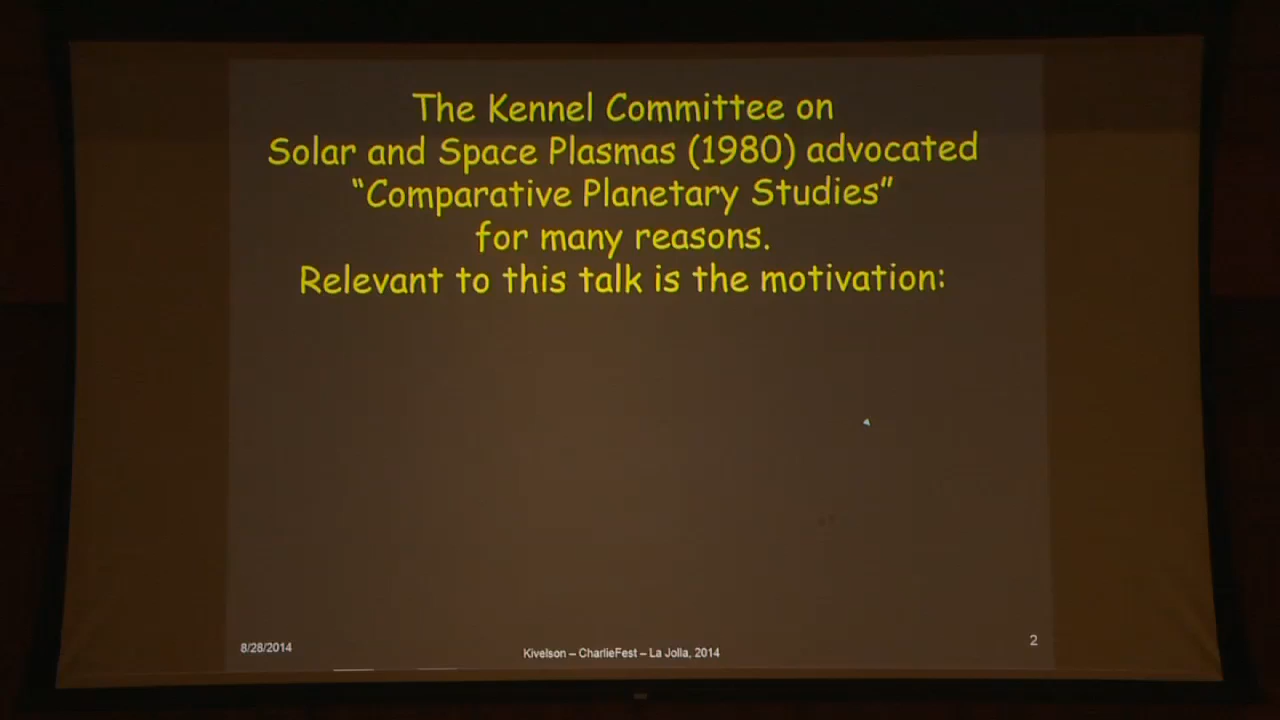 The Kennel Committee on
Solar and Space Plasmas (1980) advocated
“Comparative Planetary Studies”
for many reasons.
Relevant to this talk is the motivation:
8/28/2014
Kivelson – CharlieFest – La Jolla, 2014
2